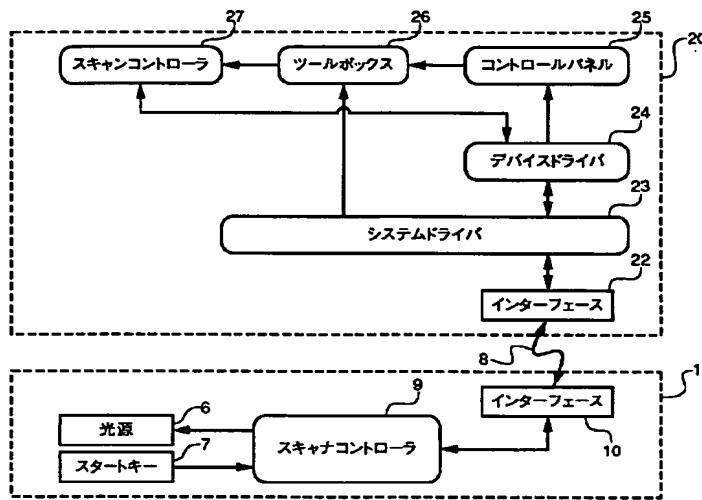 27
26
25
20
スキャンコントローラ
ツールボックス
コントロールパネル
24
デバイスドライバ
23
システムドライバ
22
インターフェース
8
1
9
インターフェース
6
光源
10
7
スキャナコントローラ
スタートキー